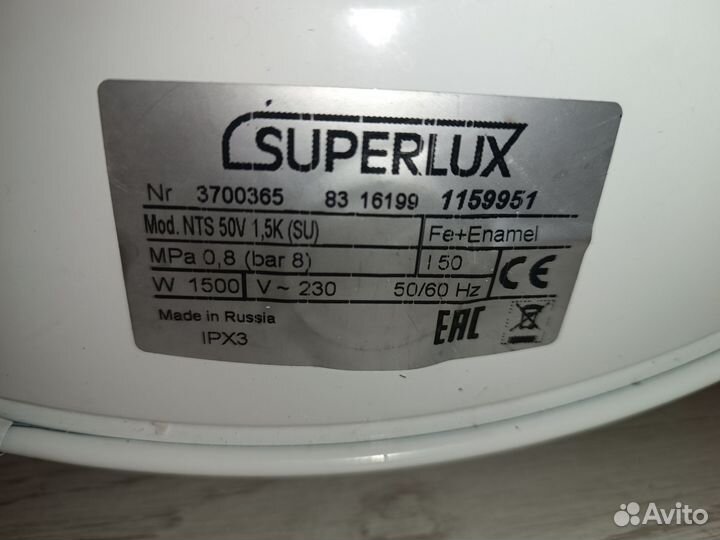 SUPERLUX
Nr 3700365 83 16199 1159951
Mod. NTS 50V 1,5K (SU) Fe+Enamel
MPa 0,8 (bar 8) l 50 CE
W 1500 V~ 230 50/60 Hz
Made in Russia EAC
IPX3
Avito